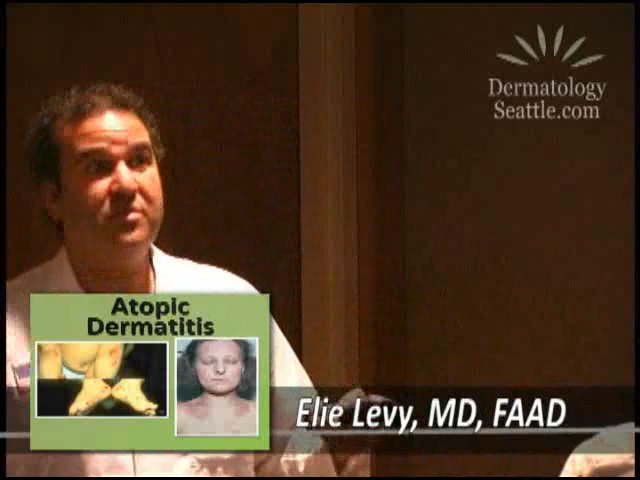 Dermatology
Seattle.com
Atopic
Dermatitis
Elie Levy, MD, FAAD